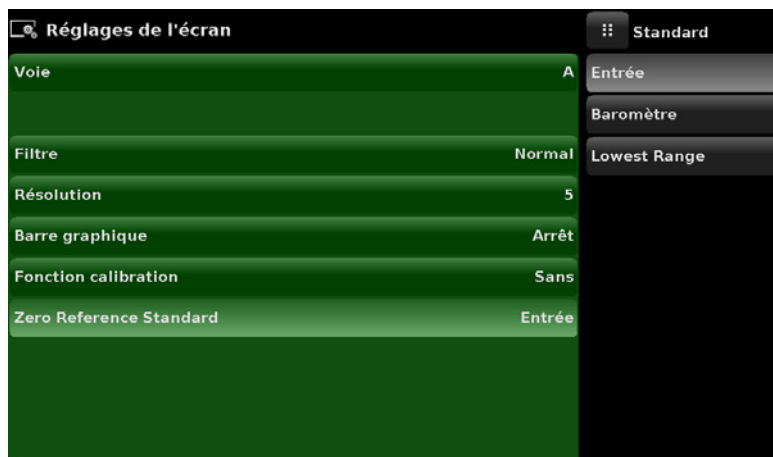 Réglages de l'écran
Standard
Voie A
Entrée
Baromètre
Filtre Normal
Lowest Range
Résolution 5
Barre graphique Arrêt
Fonction calibration Sans
Zero Reference Standard Entrée